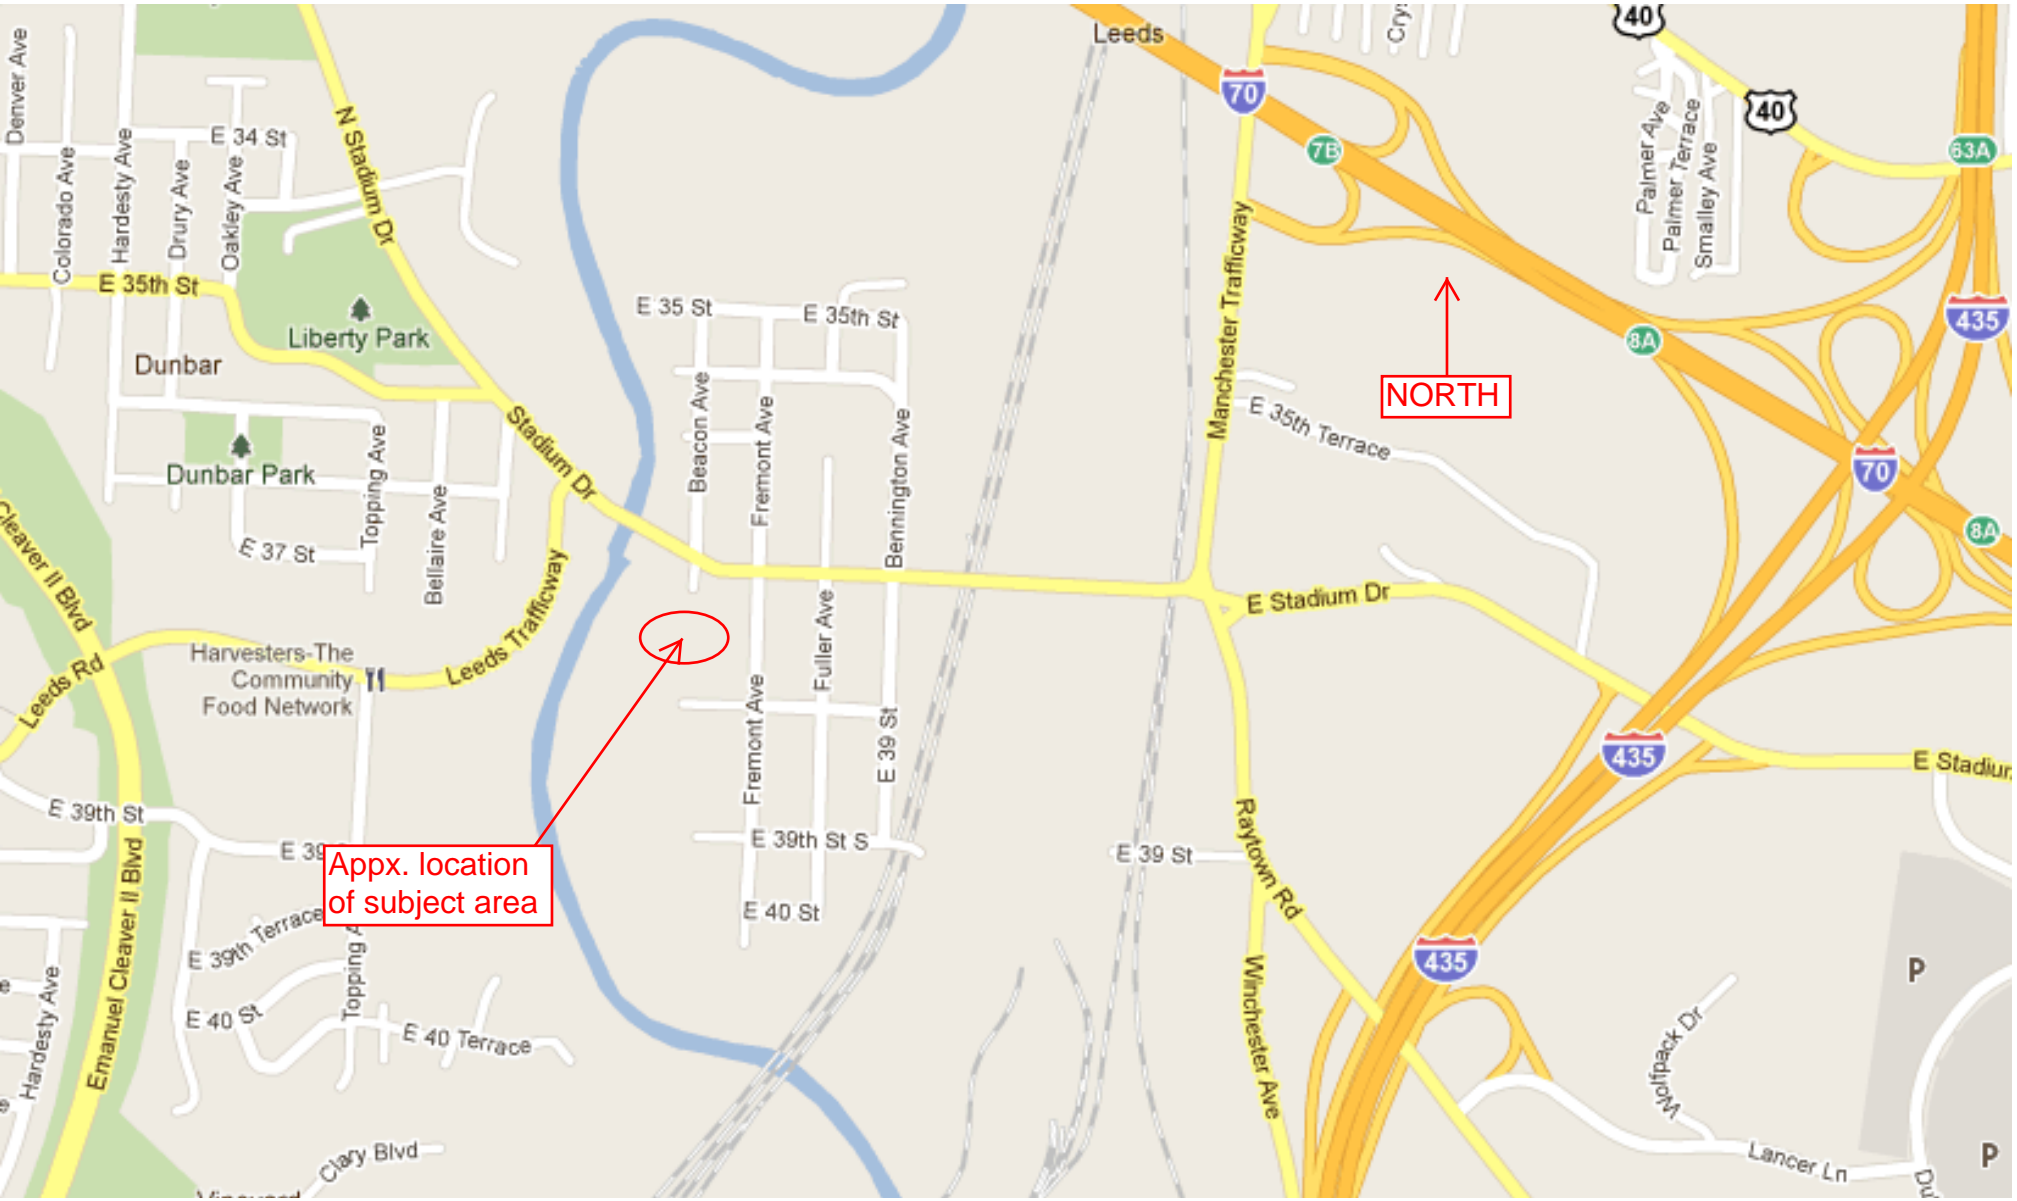 Leeds
40
Denver Ave
Crys
70
40
N Stadium Dr
E 34 St
7B
63A
Palmer Ave
Palmer Terrace
Smalley Ave
Colorado Ave
Hardesty Ave
Drury Ave
Oakley Ave
Manchester Trafficway
E 35th St
E 35 St
E 35th St
435
Liberty Park
8A
Dunbar
NORTH
Beacon Ave
Fremont Ave
Bennington Ave
E 35th Terrace
Stadium Dr
Dunbar Park
Topping Ave
Bellaire Ave
70
8A
Cleaver II Blvd
E 37 St
Leeds Trafficway
E Stadium Dr
Fuller Ave
Harvesters-The
Community
Food Network
Leeds Rd
Fremont Ave
E 39 St
435
E Stadium
E 39th St
Raytown Rd
E 39th St S
E 39
E 39 St
Appx. location
of subject area
E 40 St
E 39th Terrace
Topping A
Emanuel Cleaver II Blvd
435
P
Hardesty Ave
E 40 St
E 40 Terrace
Winchester Ave
Wolfpack Dr
Clary Blvd
Lancer Ln
P
Du